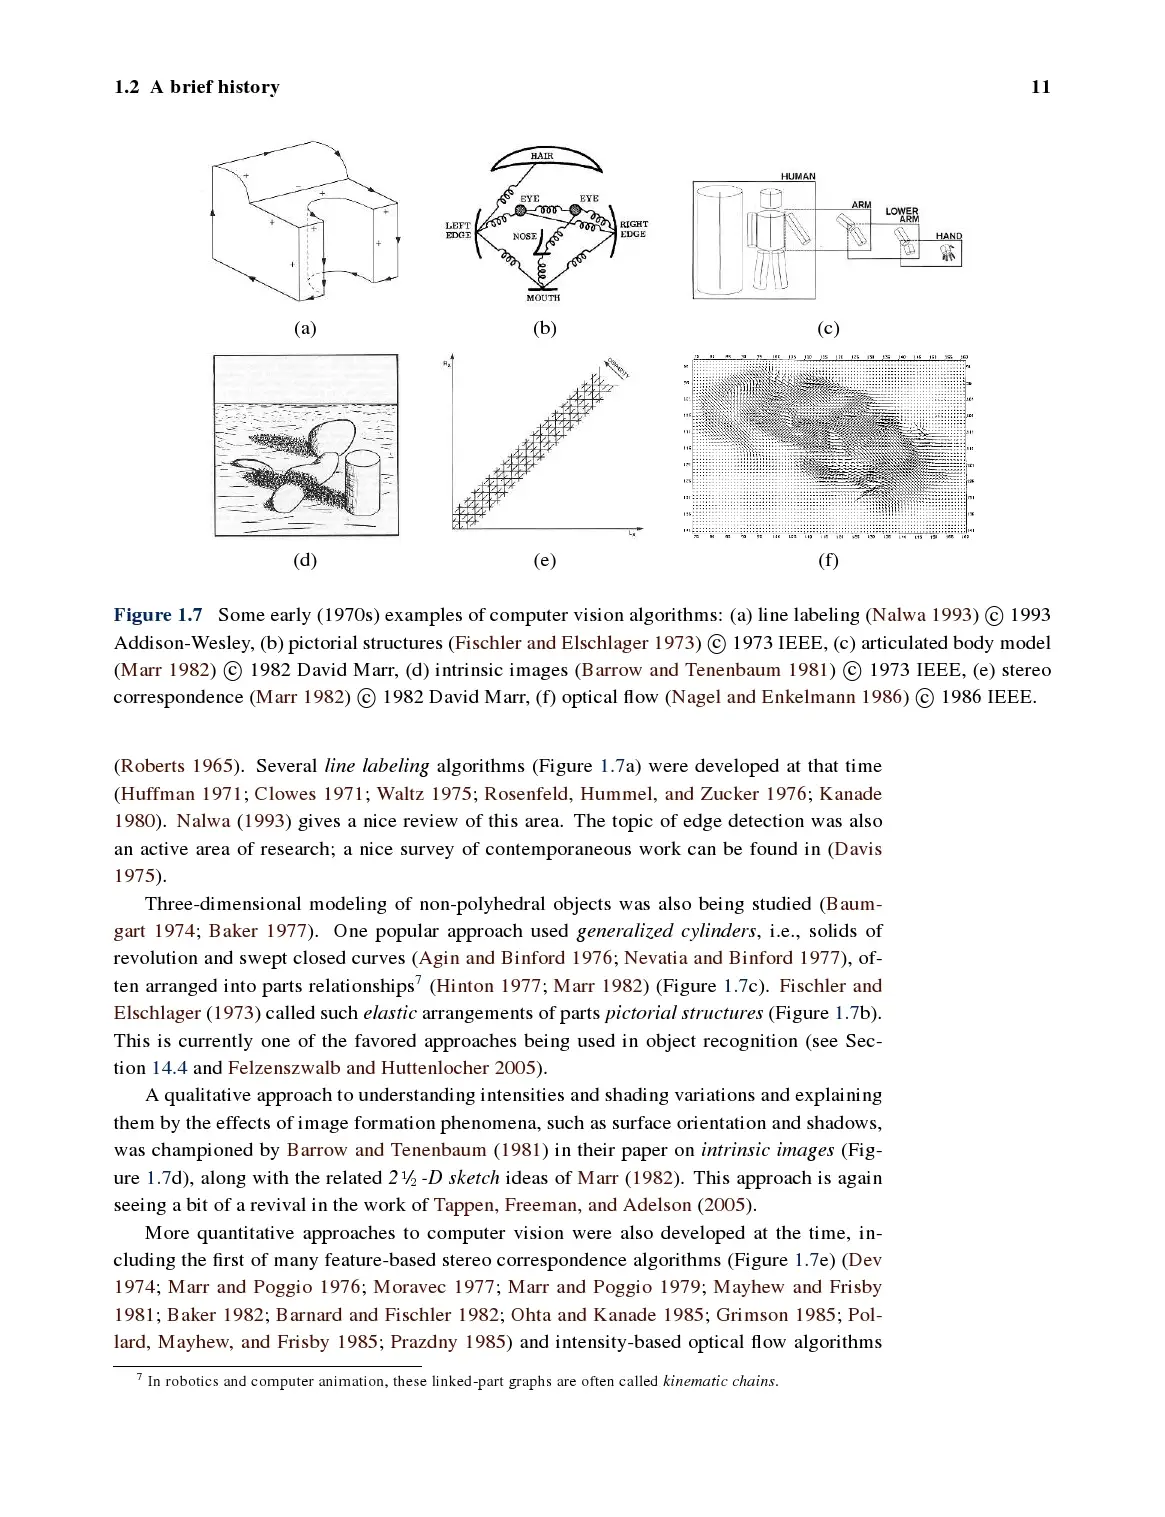 1.2 A brief history 11
HAIR
EYE EYE
LEFT EDGE
RIGHT EDGE
NOSE
MOUTH
HUMAN
ARM
LOWER ARM
HAND
(a) (b) (c)
DISPARITY
(d) (e) (f)
Figure 1.7 Some early (1970s) examples of computer vision algorithms: (a) line labeling (Nalwa 1993) © 1993
Addison-Wesley, (b) pictorial structures (Fischler and Elschlager 1973) © 1973 IEEE, (c) articulated body model
(Marr 1982) © 1982 David Marr, (d) intrinsic images (Barrow and Tenenbaum 1981) © 1973 IEEE, (e) stereo
correspondence (Marr 1982) © 1982 David Marr, (f) optical flow (Nagel and Enkelmann 1986) © 1986 IEEE.
(Roberts 1965). Several line labeling algorithms (Figure 1.7a) were developed at that time
(Huffman 1971; Clowes 1971; Waltz 1975; Rosenfeld, Hummel, and Zucker 1976; Kanade
1980). Nalwa (1993) gives a nice review of this area. The topic of edge detection was also
an active area of research; a nice survey of contemporaneous work can be found in (Davis
1975).
Three-dimensional modeling of non-polyhedral objects was also being studied (Baum-
gart 1974; Baker 1977). One popular approach used generalized cylinders, i.e., solids of
revolution and swept closed curves (Agin and Binford 1976; Nevatia and Binford 1977), of-
ten arranged into parts relationships⁷ (Hinton 1977; Marr 1982) (Figure 1.7c). Fischler and
Elschlager (1973) called such elastic arrangements of parts pictorial structures (Figure 1.7b).
This is currently one of the favored approaches being used in object recognition (see Sec-
tion 14.4 and Felzenszwalb and Huttenlocher 2005).
A qualitative approach to understanding intensities and shading variations and explaining
them by the effects of image formation phenomena, such as surface orientation and shadows,
was championed by Barrow and Tenenbaum (1981) in their paper on intrinsic images (Fig-
ure 1.7d), along with the related 2½-D sketch ideas of Marr (1982). This approach is again
seeing a bit of a revival in the work of Tappen, Freeman, and Adelson (2005).
More quantitative approaches to computer vision were also developed at the time, in-
cluding the first of many feature-based stereo correspondence algorithms (Figure 1.7e) (Dev
1974; Marr and Poggio 1976; Moravec 1977; Marr and Poggio 1979; Mayhew and Frisby
1981; Baker 1982; Barnard and Fischler 1982; Ohta and Kanade 1985; Grimson 1985; Pol-
lard, Mayhew, and Frisby 1985; Prazdny 1985) and intensity-based optical flow algorithms
⁷ In robotics and computer animation, these linked-part graphs are often called kinematic chains.